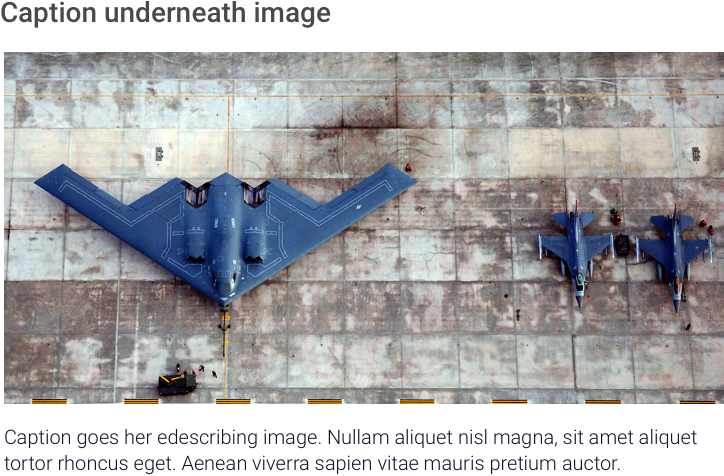 Caption underneath image
Caption goes her edescribing image. Nullam aliquet nisl magna, sit amet aliquet
tortor rhoncus eget. Aenean viverra sapien vitae mauris pretium auctor.